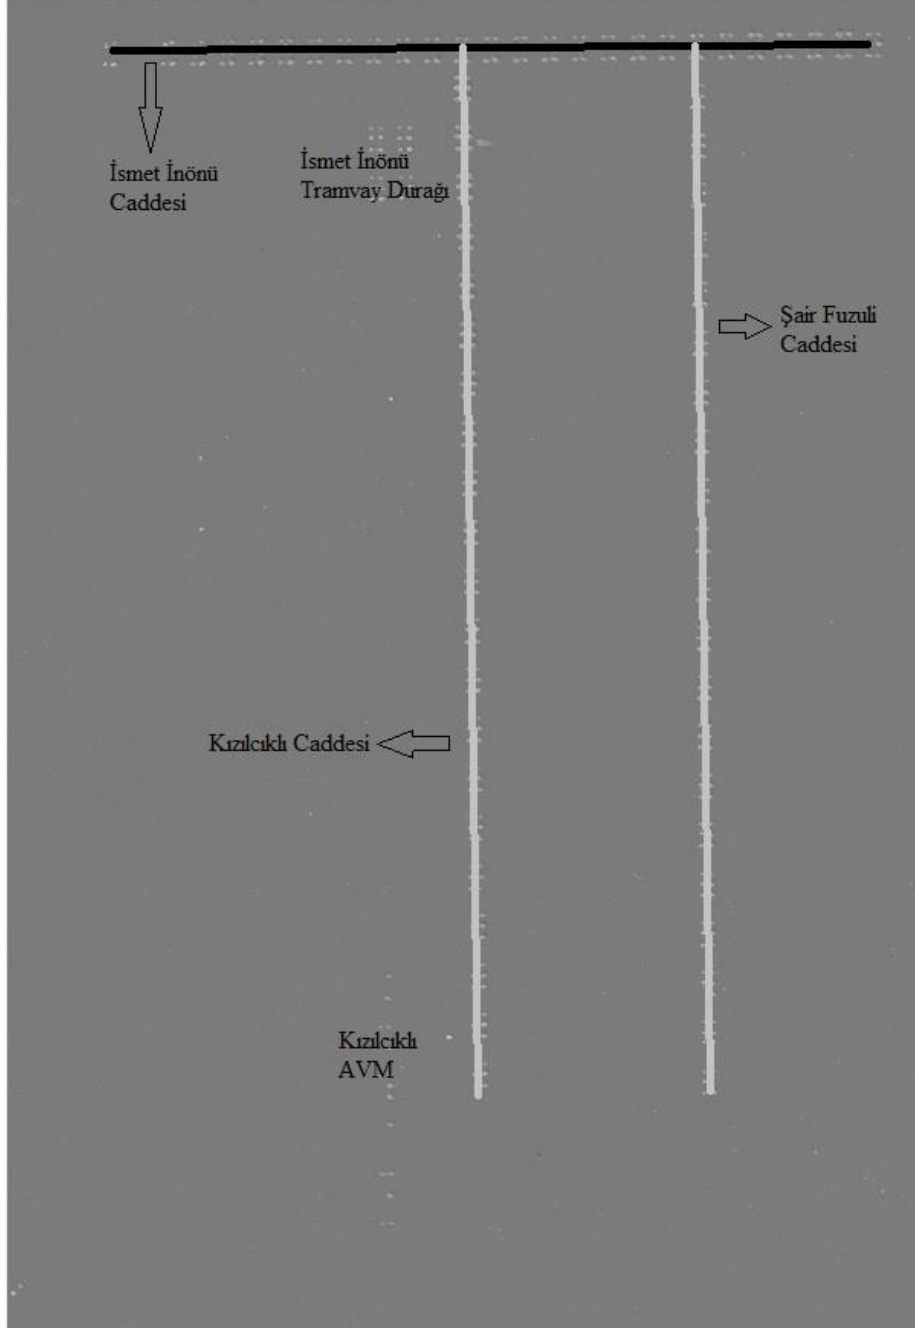 İsmet İnönü
Caddesi
İsmet İnönü
Tramvay Durağı
Şair Fuzuli
Caddesi
Kızılcıklı Caddesi
Kızılcıklı
AVM